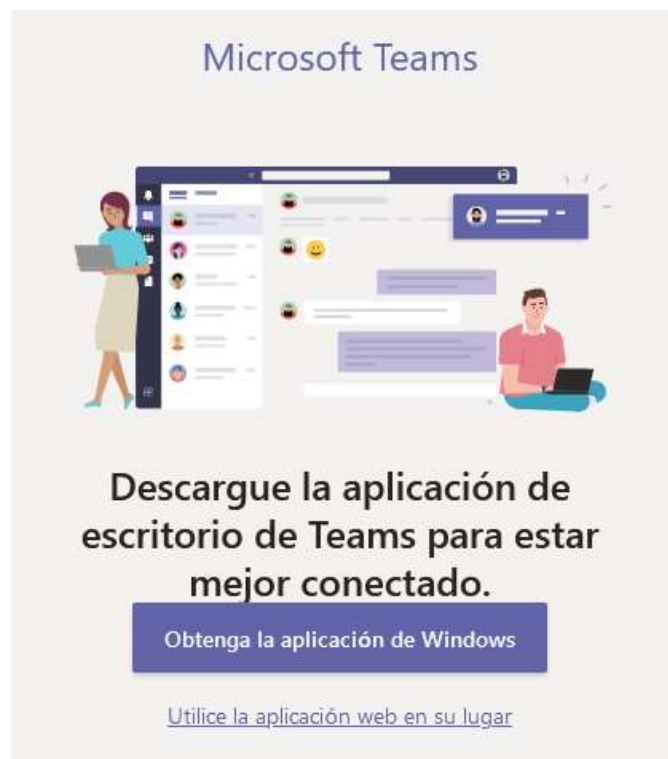 Microsoft Teams
Descargue la aplicación de
escritorio de Teams para estar
mejor conectado.
Obtenga la aplicación de Windows
Utilice la aplicación web en su lugar